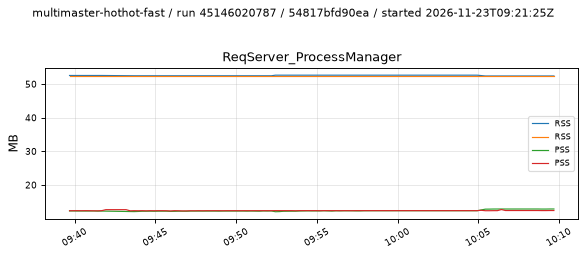 multimaster-hothot-fast / run 45146020787 / 54817bfd90ea / started 2026-11-23T09:21:25Z
ReqServer_ProcessManager
MB
50
40
30
20
RSS
RSS
PSS
PSS
09:40
09:45
09:50
09:55
10:00
10:05
10:10